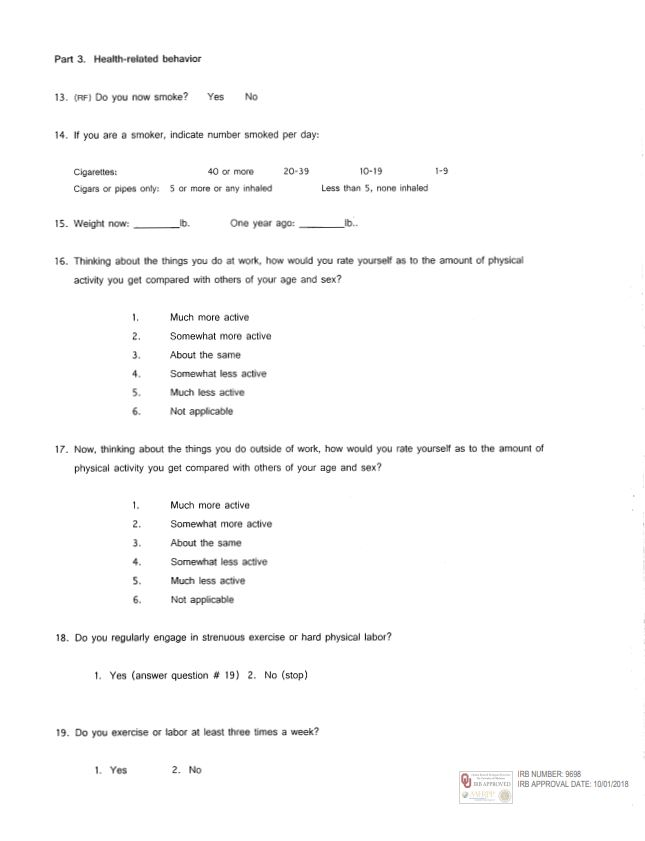 Part 3. Health-related behavior
13. (RF) Do you now smoke? Yes No
14. If you are a smoker, indicate number smoked per day:
Cigarettes: 40 or more 20-39 10-19 1-9
Cigars or pipes only: 5 or more or any inhaled Less than 5, none inhaled
15. Weight now: ________lb. One year ago: ________lb..
16. Thinking about the things you do at work, how would you rate yourself as to the amount of physical
activity you get compared with others of your age and sex?
1. Much more active
2. Somewhat more active
3. About the same
4. Somewhat less active
5. Much less active
6. Not applicable
17. Now, thinking about the things you do outside of work, how would you rate yourself as to the amount of
physical activity you get compared with others of your age and sex?
1. Much more active
2. Somewhat more active
3. About the same
4. Somewhat less active
5. Much less active
6. Not applicable
18. Do you regularly engage in strenuous exercise or hard physical labor?
1. Yes (answer question # 19) 2. No (stop)
19. Do you exercise or labor at least three times a week?
1. Yes 2. No
IRB APPROVED
IRB NUMBER: 9698
IRB APPROVAL DATE: 10/01/2018